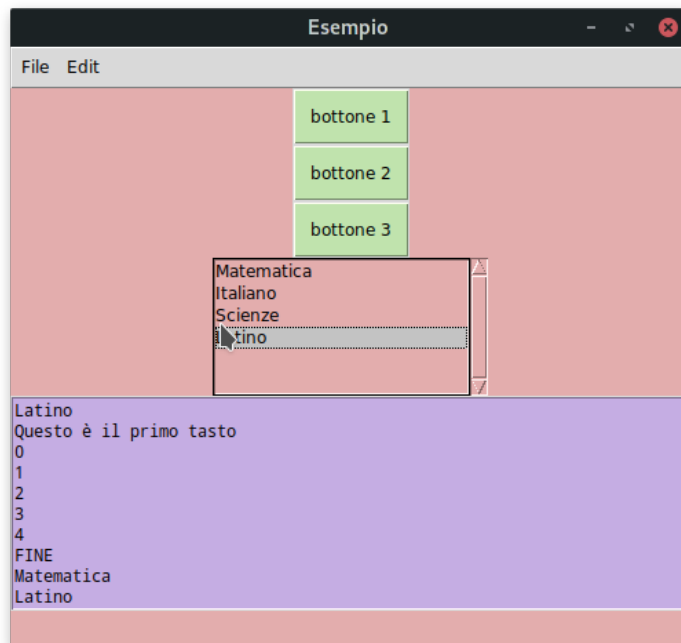 Esempio
File Edit
bottone 1
bottone 2
bottone 3
Matematica
Italiano
Scienze
Latino
Latino
Questo è il primo tasto
0
1
2
3
4
FINE
Matematica
Latino